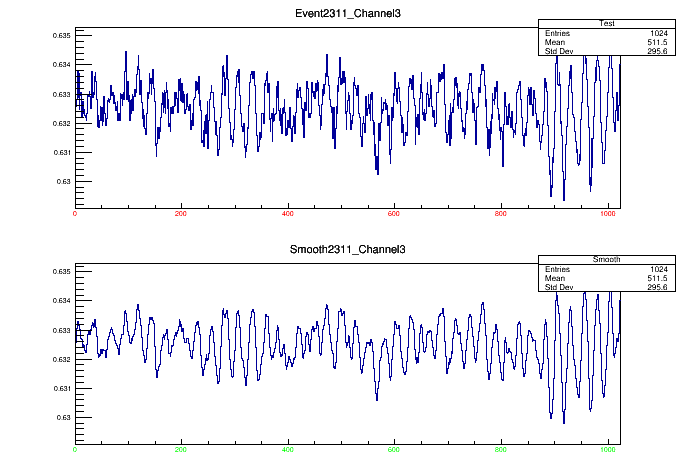 Event2311_Channel3
Test
Entries 1024
Mean 511.5
Std Dev 295.6
0.635
0.634
0.633
0.632
0.631
0.63
0 200 400 600 800 1000
Smooth2311_Channel3
Smooth
Entries 1024
Mean 511.5
Std Dev 295.6
0.635
0.634
0.633
0.632
0.631
0.63
0 200 400 600 800 1000